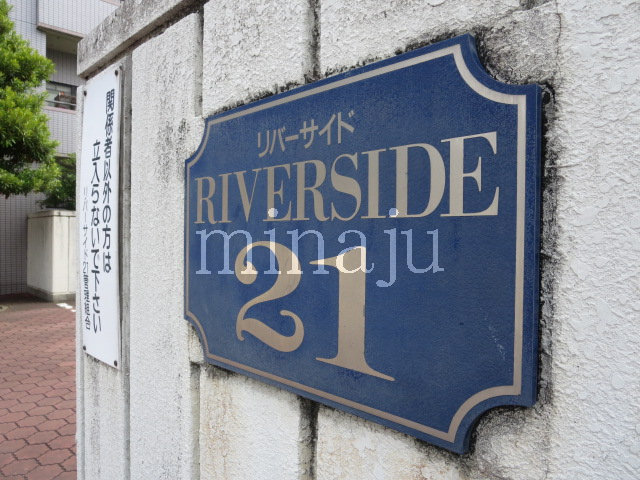 関係者以外の方は
立入らないで下さい
リバーサイド
RIVERSIDE
21
minaju